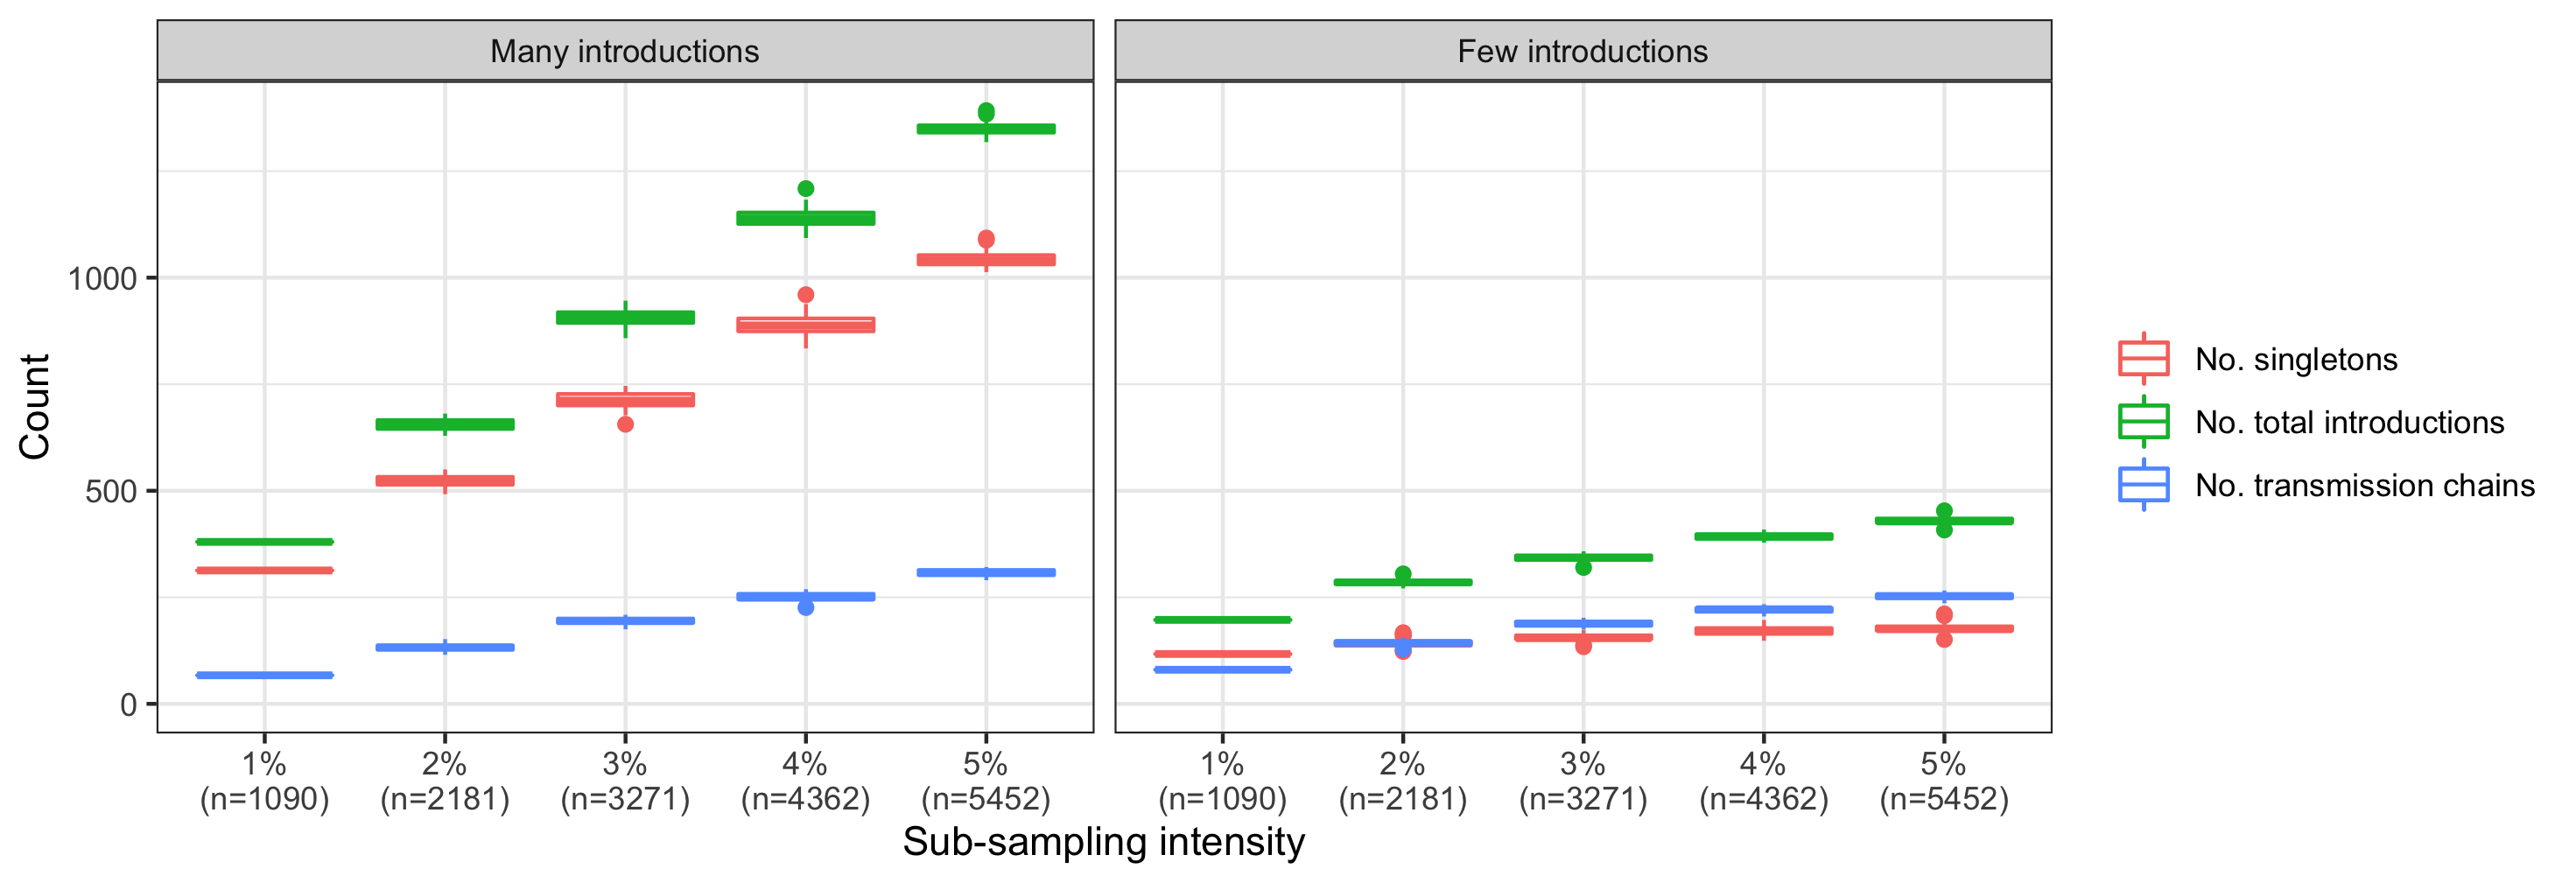 Many introductions
Few introductions
Count
1000
500
0
1%
(n=1090)
2%
(n=2181)
3%
(n=3271)
4%
(n=4362)
5%
(n=5452)
1%
(n=1090)
2%
(n=2181)
3%
(n=3271)
4%
(n=4362)
5%
(n=5452)
Sub-sampling intensity
No. singletons
No. total introductions
No. transmission chains